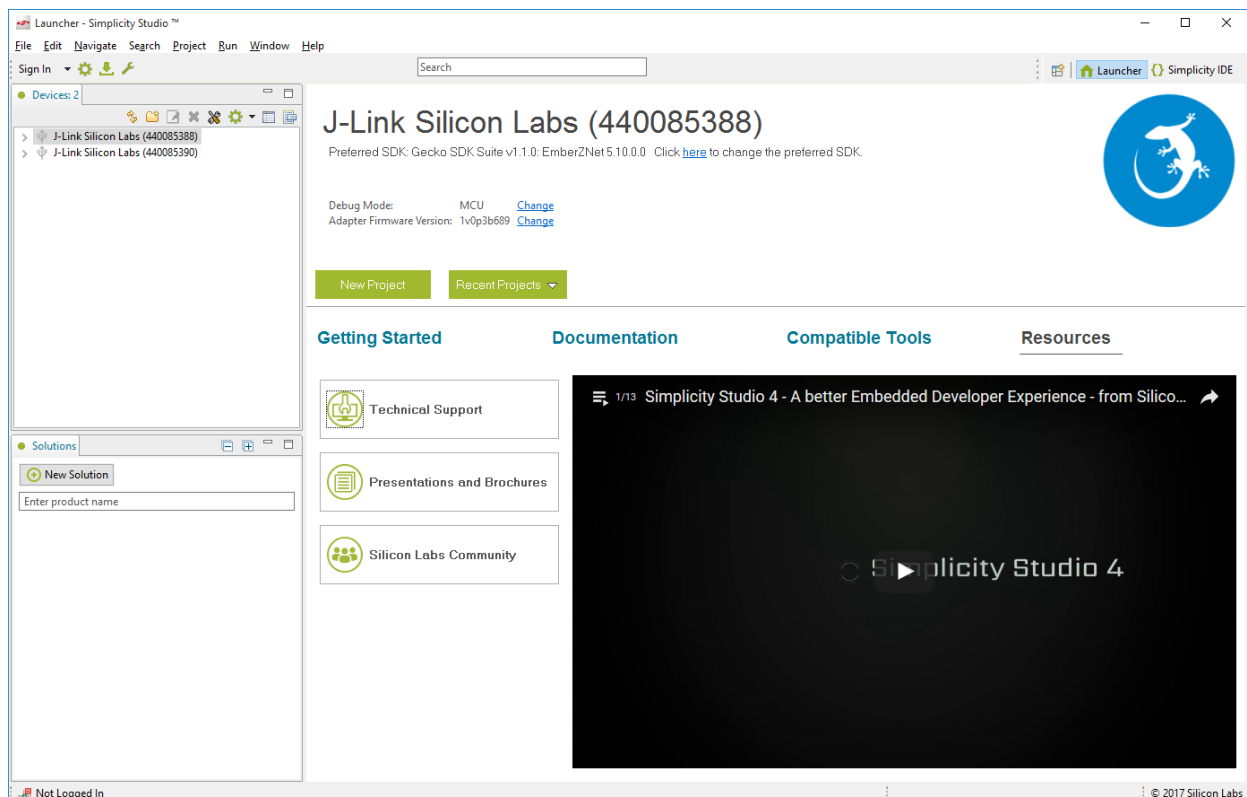 Launcher - Simplicity Studio ™
File Edit Navigate Search Project Run Window Help
Sign In Search Launcher {} Simplicity IDE
Devices: 2
J-Link Silicon Labs (440085388)
J-Link Silicon Labs (440085390)
J-Link Silicon Labs (440085388)
Preferred SDK: Gecko SDK Suite v1.1.0: EmberZNet 5.10.0.0 Click here to change the preferred SDK.
Debug Mode: MCU Change
Adapter Firmware Version: 1v0p3b689 Change
New Project Recent Projects
Getting Started Documentation Compatible Tools Resources
Technical Support
Presentations and Brochures
Silicon Labs Community
1/13 Simplicity Studio 4 - A better Embedded Developer Experience - from Silico...
Simplicity Studio 4
Solutions
New Solution
Enter product name
Not Logged In © 2017 Silicon Labs